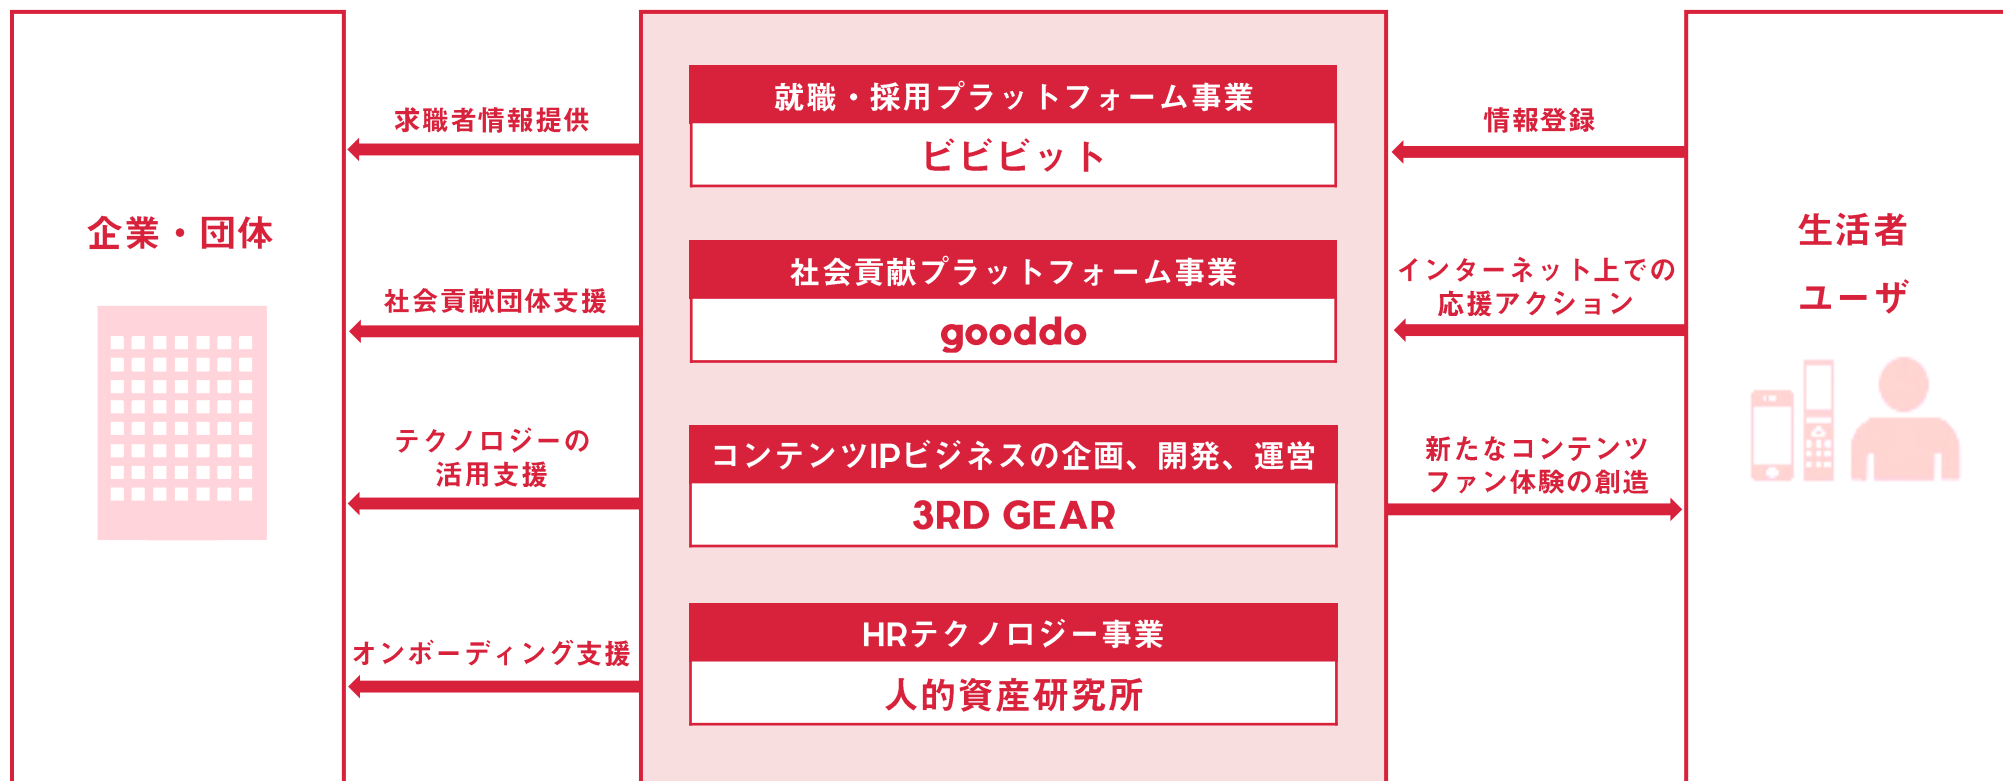 企業・団体
求職者情報提供
社会貢献団体支援
テクノロジーの
活用支援
オンボーディング支援
就職・採用プラットフォーム事業
ビビビット
社会貢献プラットフォーム事業
gooddo
コンテンツIPビジネスの企画、開発、運営
3RD GEAR
HRテクノロジー事業
人的資産研究所
情報登録
インターネット上での
応援アクション
新たなコンテンツ
ファン体験の創造
生活者
ユーザ